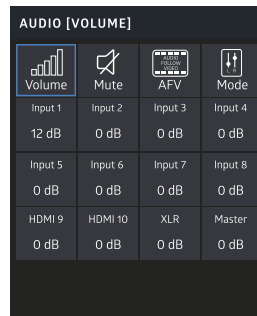 AUDIO [VOLUME]
AUDIO
FOLLOW
VIDEO
L R
Volume Mute AFV Mode
Input 1 Input 2 Input 3 Input 4
12 dB 0 dB 0 dB 0 dB
Input 5 Input 6 Input 7 Input 8
0 dB 0 dB 0 dB 0 dB
HDMI 9 HDMI 10 XLR Master
0 dB 0 dB 0 dB 0 dB